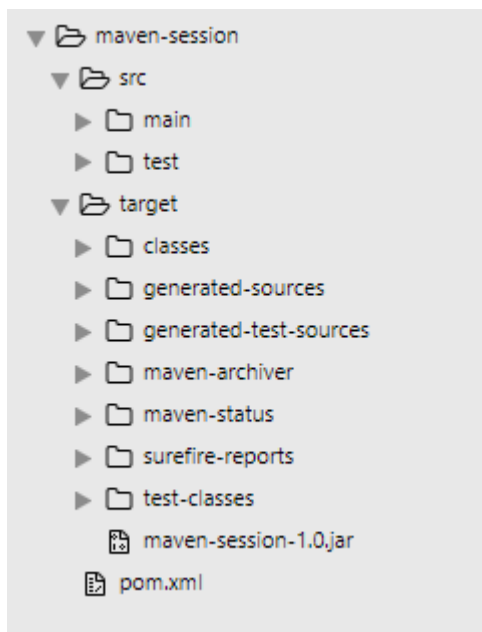 maven-session
src
main
test
target
classes
generated-sources
generated-test-sources
maven-archiver
maven-status
surefire-reports
test-classes
maven-session-1.0.jar
pom.xml